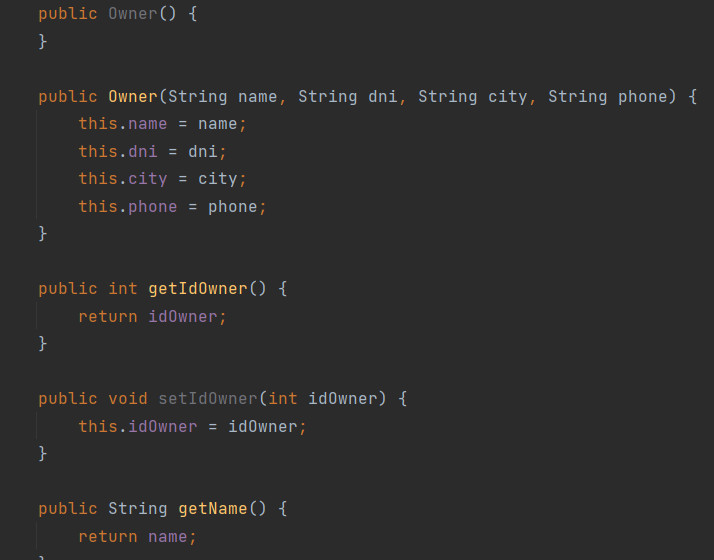 public Owner() {
}
public Owner(String name, String dni, String city, String phone) {
this.name = name;
this.dni = dni;
this.city = city;
this.phone = phone;
}
public int getIdOwner() {
return idOwner;
}
public void setIdOwner(int idOwner) {
this.idOwner = idOwner;
}
public String getName() {
return name;
}